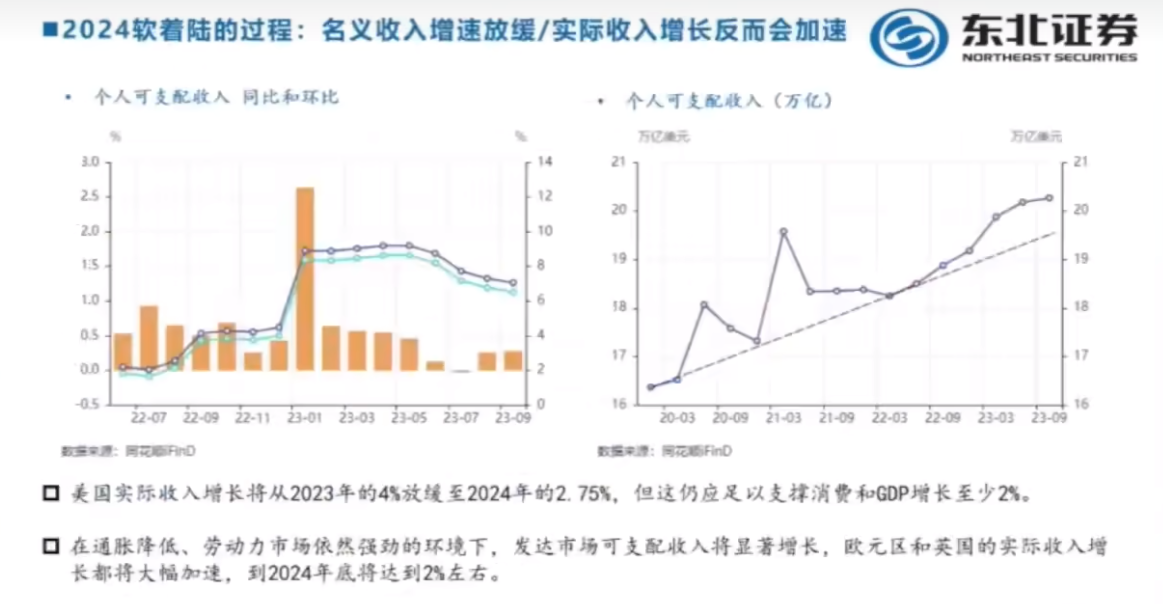 ■2024软着陆的过程：名义收入增速放缓/实际收入增长反而会加速
东北证券
NORTHEAST SECURITIES
• 个人可支配收入 同比和环比
% %
3.0 14
2.5 12
2.0 10
1.5 8
1.0 6
0.5 4
0.0 2
-0.5 0
22-07 22-09 22-11 23-01 23-03 23-05 23-07 23-09
数据来源：同花顺iFinD
• 个人可支配收入（万亿）
万亿美元 万亿美元
21 21
20 20
19 19
18 18
17 17
16 16
20-03 20-09 21-03 21-09 22-03 22-09 23-03 23-09
数据来源：同花顺iFinD
□ 美国实际收入增长将从2023年的4%放缓至2024年的2.75%，但这仍应足以支撑消费和GDP增长至少2%。
□ 在通胀降低、劳动力市场依然强劲的环境下，发达市场可支配收入将显著增长，欧元区和英国的实际收入增
长都将大幅加速，到2024年底将达到2%左右。